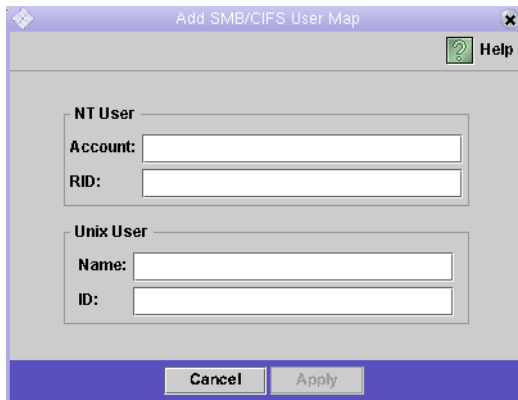 Add SMB/CIFS User Map
Help
NT User
Account:
RID:
Unix User
Name:
ID:
Cancel
Apply